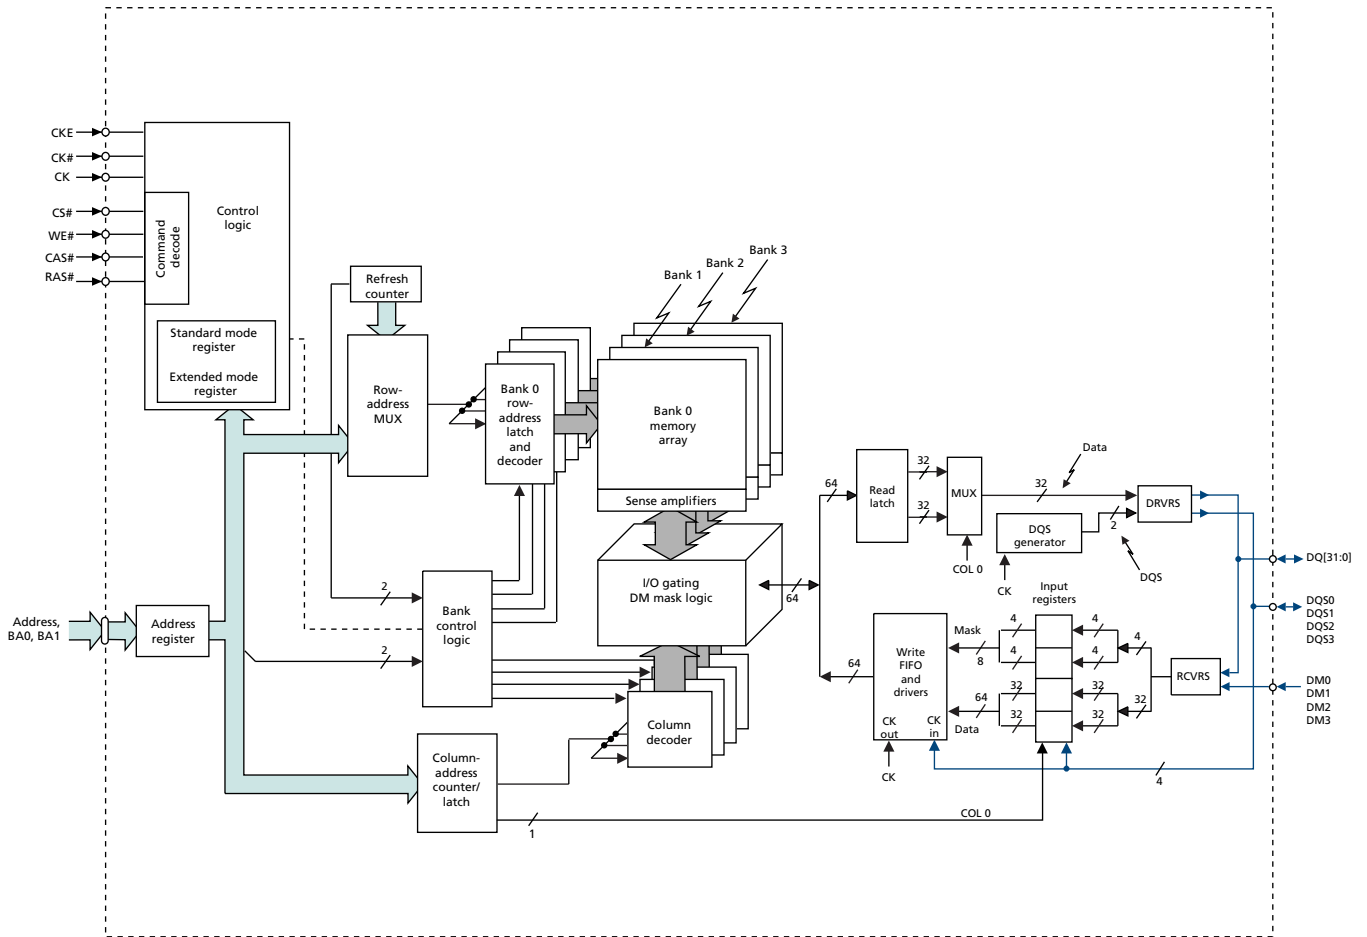 CKE
CK#
CK
CS#
WE#
CAS#
RAS#
Command
decode
Control
logic
Standard mode
register
Extended mode
register
Refresh
counter
Row-
address
MUX
Bank 0
row-
address
latch
and
decoder
Bank 1
Bank 2
Bank 3
Bank 0
memory
array
Sense amplifiers
I/O gating
DM mask logic
Address,
BA0, BA1
Address
register
2
2
Bank
control
logic
Column
decoder
Column-
address
counter/
latch
1
COL 0
64
64
64
Read
latch
32
32
MUX
COL 0
32
Data
DQS
generator
CK
2
DQS
DRVRS
Write
FIFO
and
drivers
CK
out
CK
in
CK
Mask
8
64
Data
Input
registers
4
4
32
32
4
4
32
32
4
32
RCVRS
4
DQ[31:0]
DQS0
DQS1
DQS2
DQS3
DM0
DM1
DM2
DM3